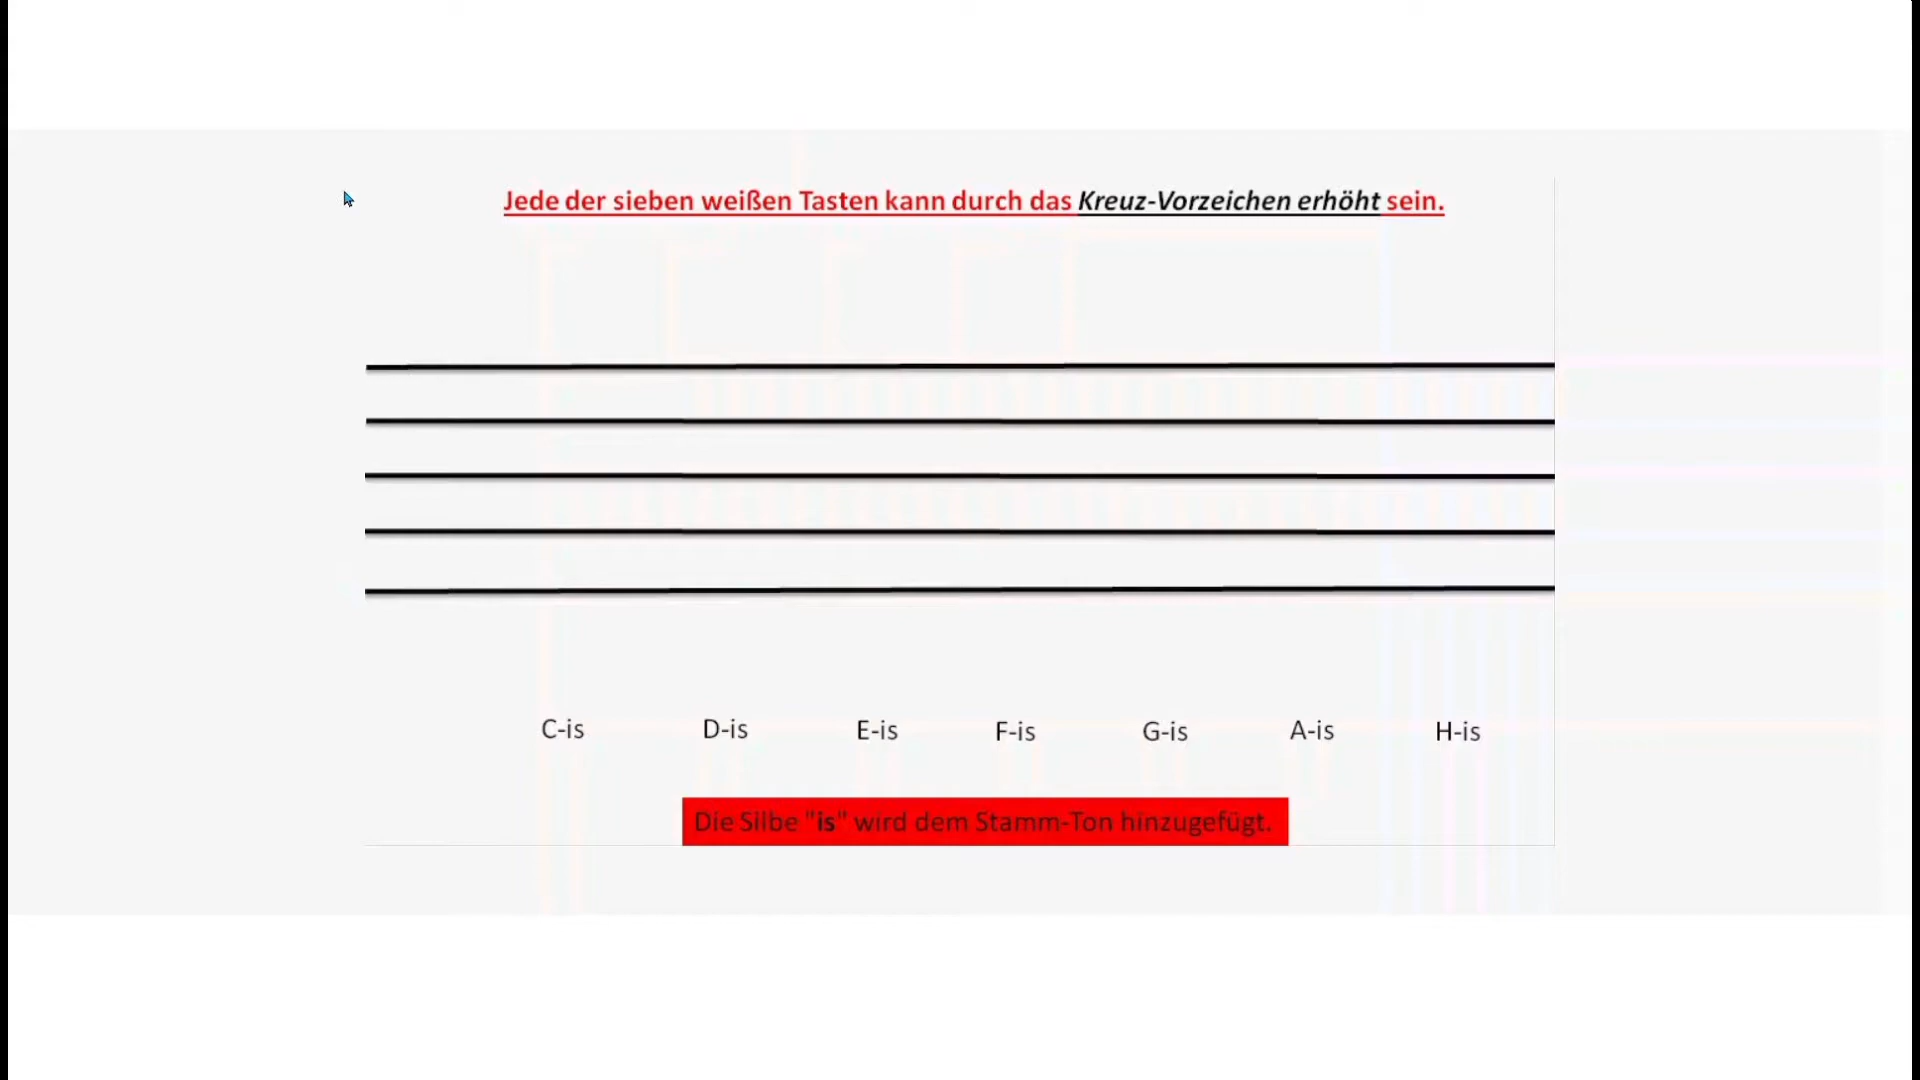 Jede der sieben weißen Tasten kann durch das Kreuz-Vorzeichen erhöht sein.
C-is D-is E-is F-is G-is A-is H-is
Die Silbe "is" wird dem Stamm-Ton hinzugefügt.